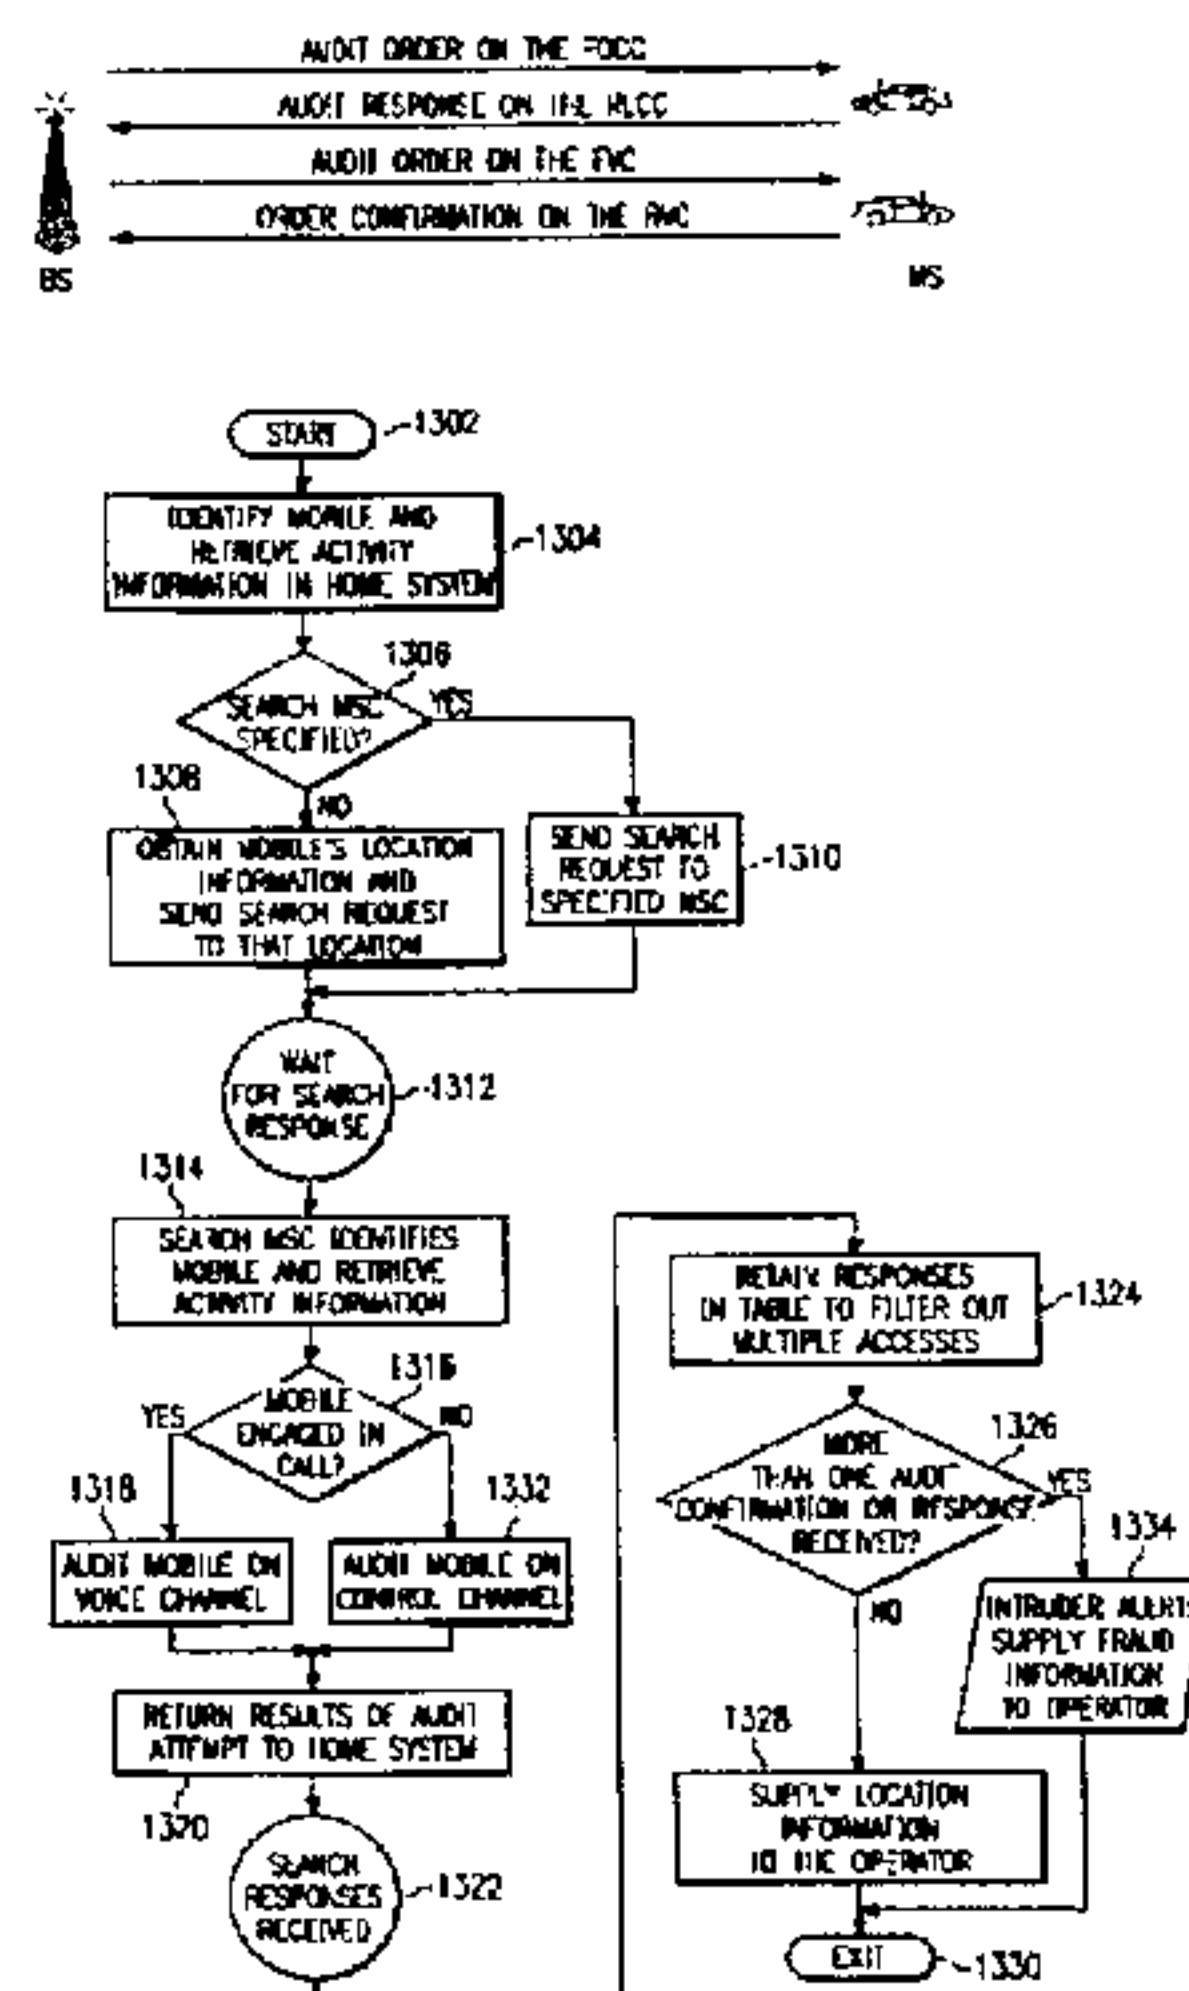 AUDIT ORDER ON THE FOCC
AUDIT RESPONSE ON THE RECC
AUDIT ORDER ON THE FVC
ORDER CONFIRMATION ON THE RVC
BS
MS
START
1302
IDENTIFY MOBILE AND
RETRIEVE ACTIVITY
INFORMATION IN HOME SYSTEM
1304
1306
SEARCH MSC
SPECIFIED?
YES
NO
1308
OBTAIN MOBILE'S LOCATION
INFORMATION AND
SEND SEARCH REQUEST
TO THAT LOCATION
SEND SEARCH
REQUEST TO
SPECIFIED MSC
1310
WAIT
FOR SEARCH
RESPONSE
1312
1314
SEARCH MSC IDENTIFIES
MOBILE AND RETRIEVE
ACTIVITY INFORMATION
1316
MOBILE
ENGAGED IN
CALL?
YES
NO
1318
AUDIT MOBILE ON
VOICE CHANNEL
1332
AUDIT MOBILE ON
CONTROL CHANNEL
RETURN RESULTS OF AUDIT
ATTEMPT TO HOME SYSTEM
1320
SEARCH
RESPONSES
RECEIVED
1322
RETAIN RESPONSES
IN TABLE TO FILTER OUT
MULTIPLE ACCESSES
1324
1326
MORE
THAN ONE AUDIT
CONFIRMATION OR RESPONSE
RECEIVED?
YES
NO
1334
INTRUDER ALERT:
SUPPLY FRAUD
INFORMATION
TO OPERATOR
1328
SUPPLY LOCATION
INFORMATION
TO THE OPERATOR
EXIT
1330